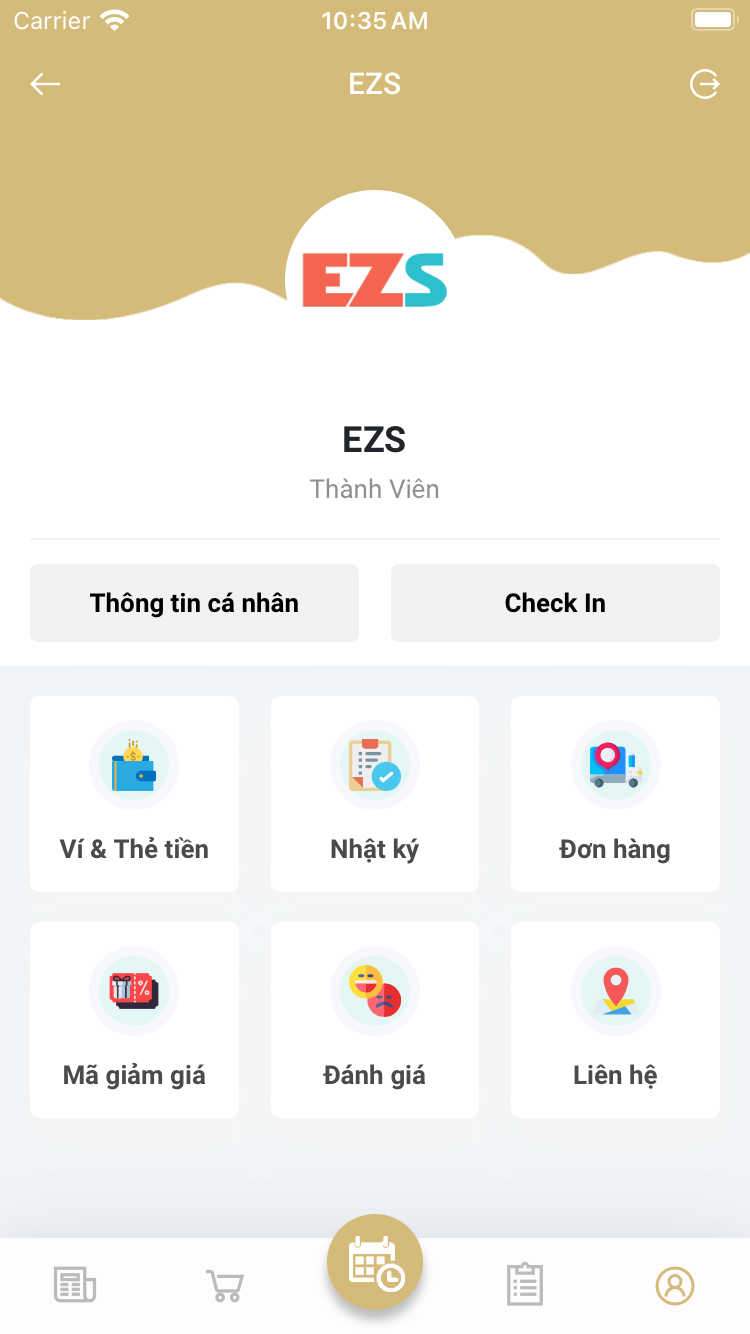 Carrier 10:35 AM
EZS
EZS
EZS
Thành Viên
Thông tin cá nhân
Check In
Ví & Thẻ tiền
Nhật ký
Đơn hàng
Mã giảm giá
Đánh giá
Liên hệ